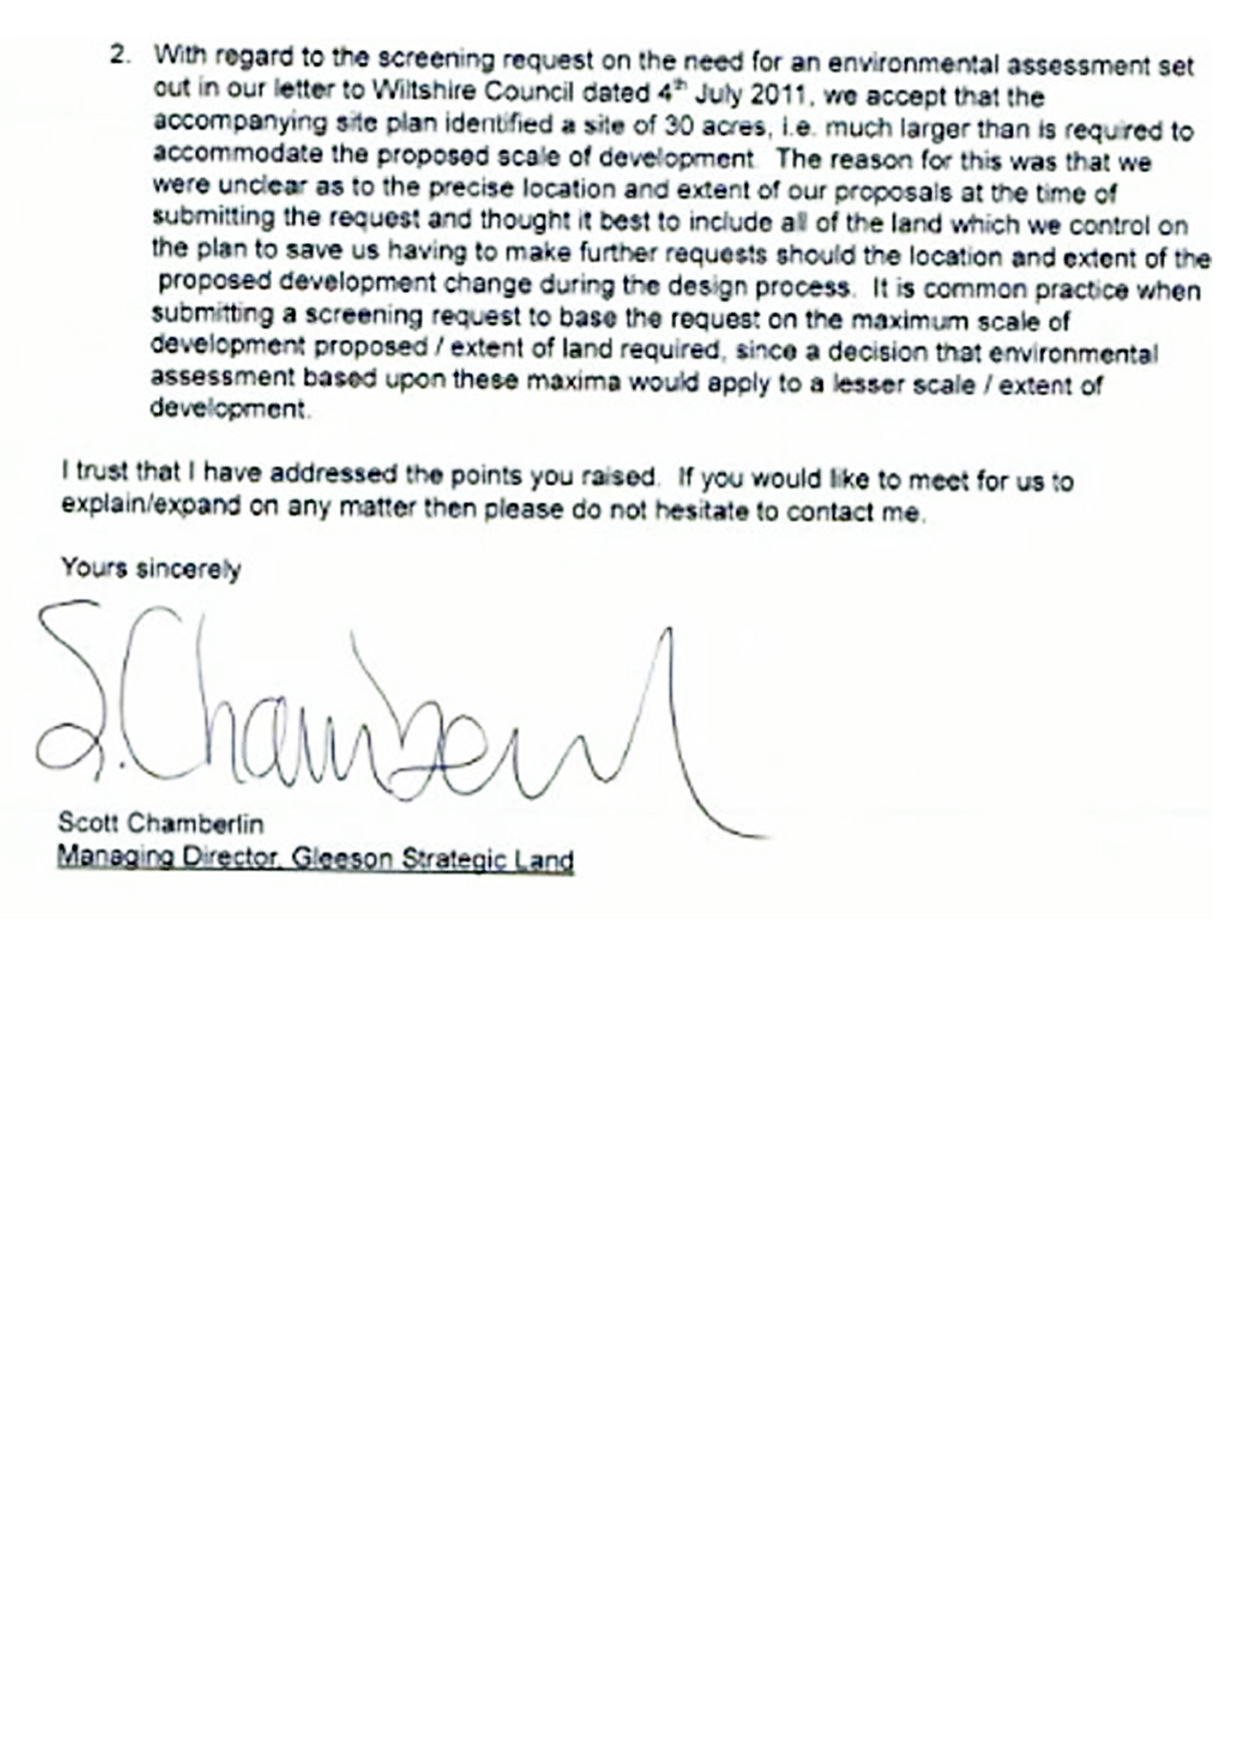 2. With regard to the screening request on the need for an environmental assessment set
out in our letter to Wiltshire Council dated 4th July 2011, we accept that the
accompanying site plan identified a site of 30 acres, i.e. much larger than is required to
accommodate the proposed scale of development. The reason for this was that we
were unclear as to the precise location and extent of our proposals at the time of
submitting the request and thought it best to include all of the land which we control on
the plan to save us having to make further requests should the location and extent of the
proposed development change during the design process. It is common practice when
submitting a screening request to base the request on the maximum scale of
development proposed / extent of land required, since a decision that environmental
assessment based upon these maxima would apply to a lesser scale / extent of
development.
I trust that I have addressed the points you raised. If you would like to meet for us to
explain/expand on any matter then please do not hesitate to contact me.
Yours sincerely
S. Chamberl
Scott Chamberlin
Managing Director, Gleeson Strategic Land